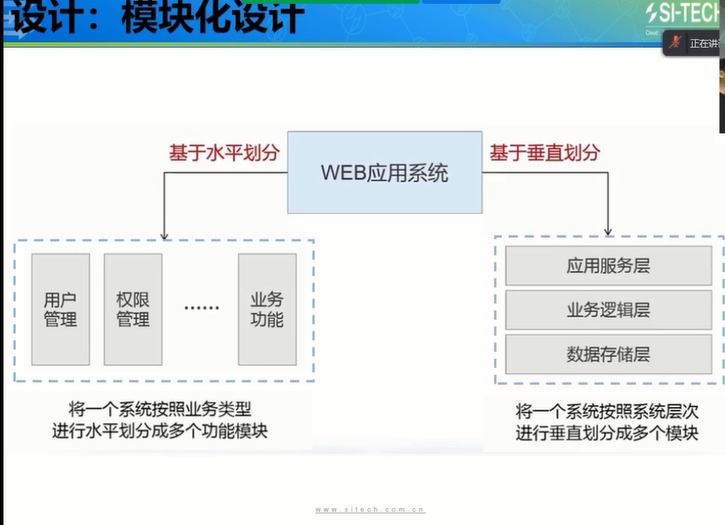 设计：模块化设计
SI-TECH
正在讲
基于水平划分
WEB应用系统
基于垂直划分
用户
管理
权限
管理
……
业务
功能
应用服务层
业务逻辑层
数据存储层
将一个系统按照业务类型
进行水平划分成多个功能模块
将一个系统按照系统层次
进行垂直划分成多个模块
www.sitech.com.cn